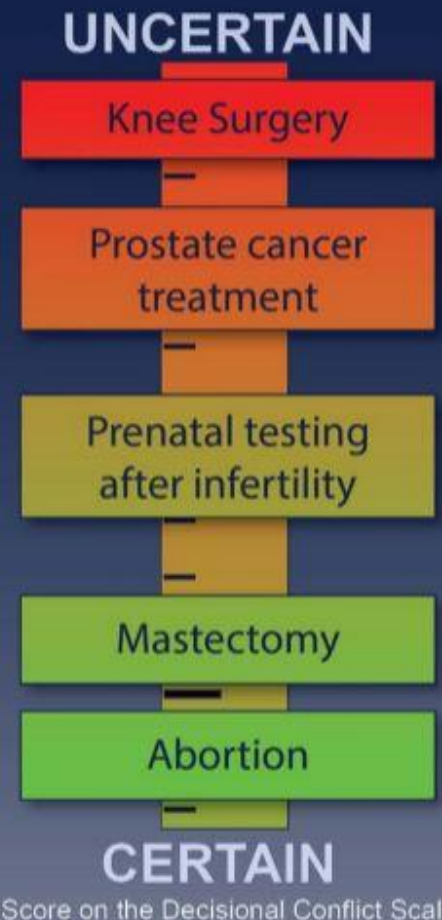 UNCERTAIN
Knee Surgery
Prostate cancer
treatment
Prenatal testing
after infertility
Mastectomy
Abortion
CERTAIN
Score on the Decisional Conflict Scal